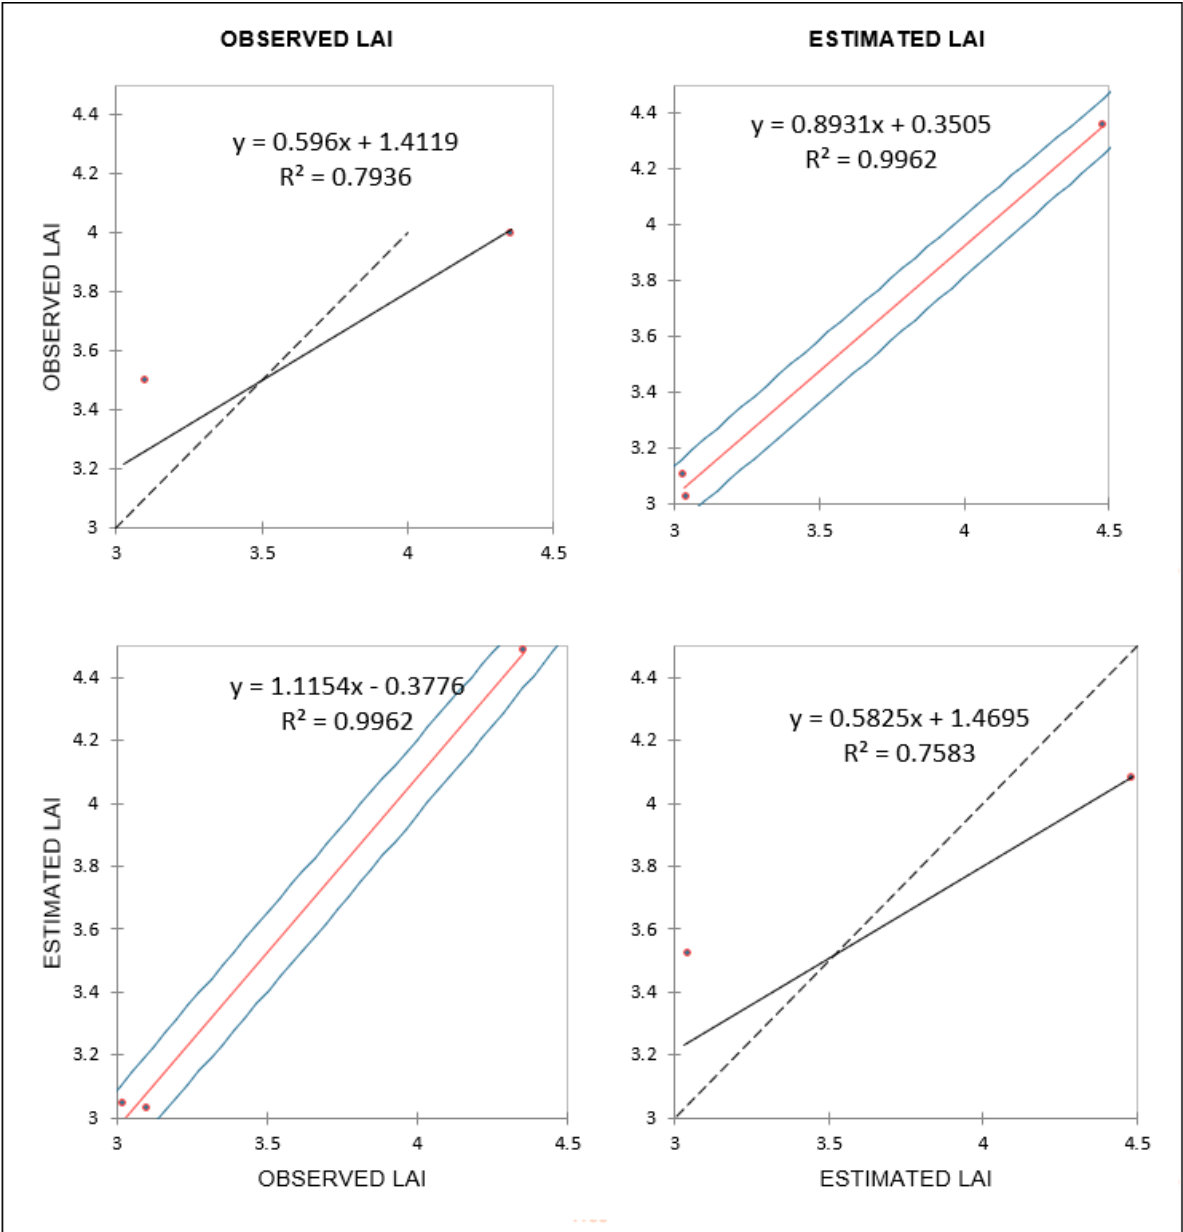 OBSERVED LAI
ESTIMATED LAI
OBSERVED LAI
4.4
4.2
4
3.8
3.6
3.4
3.2
3
y = 0.596x + 1.4119
R² = 0.7936
3 3.5 4 4.5
4.4
4.2
4
3.8
3.6
3.4
3.2
3
y = 0.8931x + 0.3505
R² = 0.9962
3 3.5 4 4.5
ESTIMATED LAI
4.4
4.2
4
3.8
3.6
3.4
3.2
3
y = 1.1154x - 0.3776
R² = 0.9962
3 3.5 4 4.5
OBSERVED LAI
4.4
4.2
4
3.8
3.6
3.4
3.2
3
y = 0.5825x + 1.4695
R² = 0.7583
3 3.5 4 4.5
ESTIMATED LAI